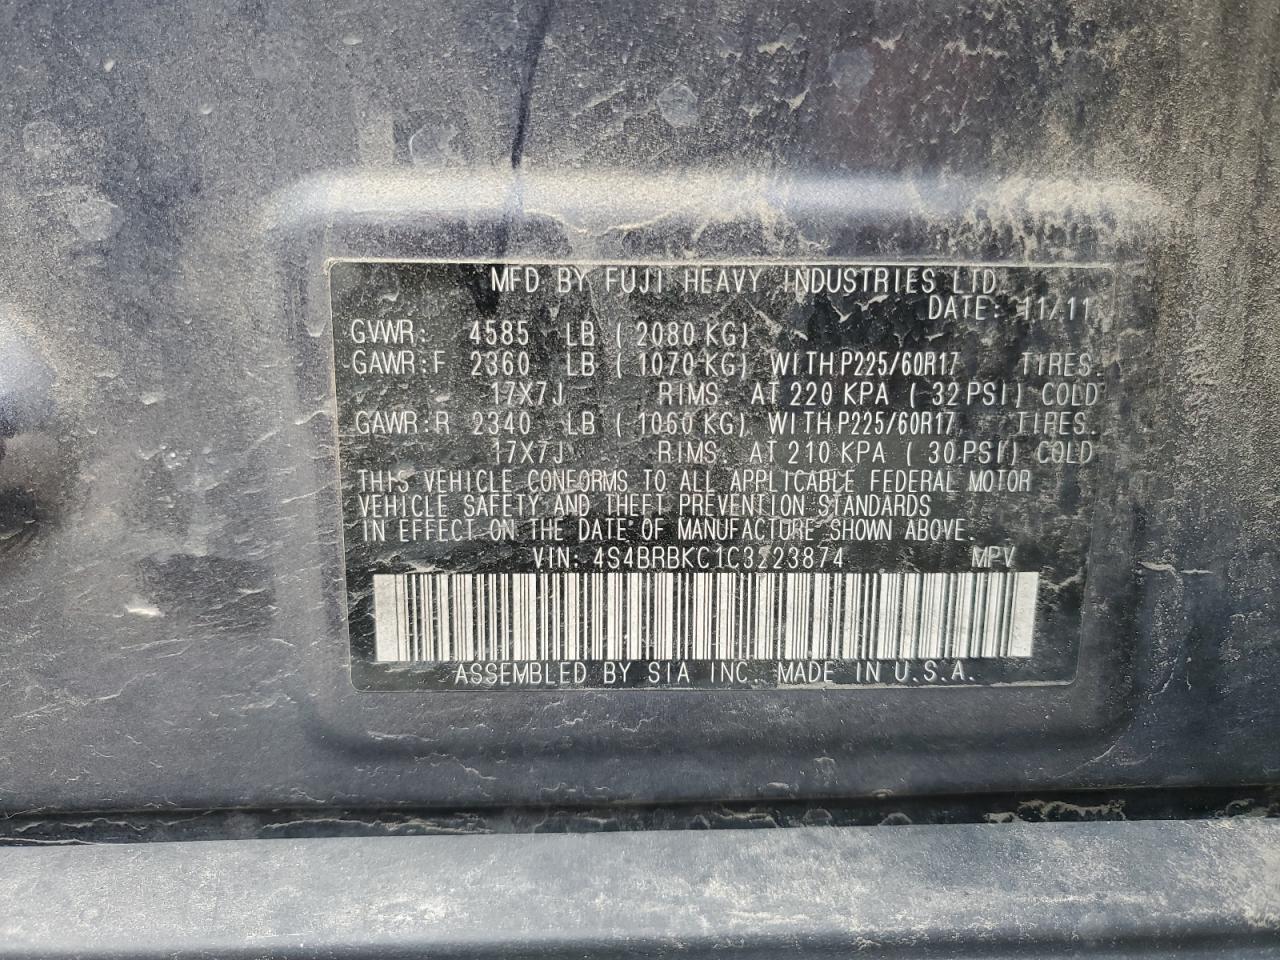 MFD BY FUJI HEAVY INDUSTRIES LTD.
DATE: 11/11
GVWR: 4585 LB ( 2080 KG)
GAWR:F 2360 LB ( 1070 KG) WITH P225/60R17 TIRES.
17X7J RIMS. AT 220 KPA ( 32 PSI) COLD
GAWR:R 2340 LB ( 1060 KG) WITH P225/60R17 TIRES.
17X7J RIMS. AT 210 KPA ( 30 PSI) COLD
THIS VEHICLE CONFORMS TO ALL APPLICABLE FEDERAL MOTOR
VEHICLE SAFETY AND THEFT PREVENTION STANDARDS
IN EFFECT ON THE DATE OF MANUFACTURE SHOWN ABOVE.
VIN: 4S4BRBKC1C3223874 MPV
ASSEMBLED BY SIA INC. MADE IN U.S.A.